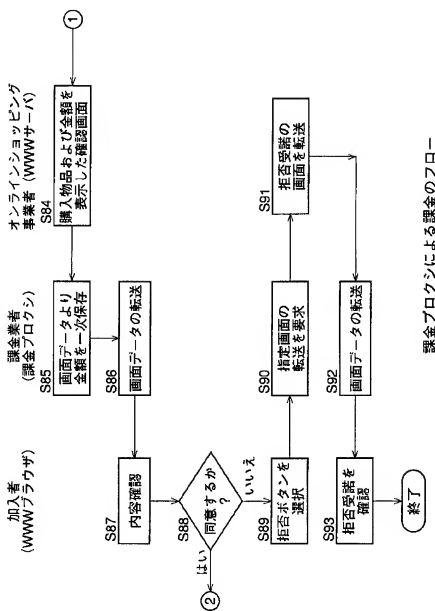 加入者
(WWWブラウザ)
課金業者
(課金プロクシ)
オンラインショッピング
事業者 (WWWサーバ)
①
S84
購入物品および金額を
表示した確認画面
S85
画面データより
金額を一次保存
S86
画面データの転送
S87
内容確認
S88
同意するか
?
はい
②
いいえ
S89
拒否ボタンを
選択
S90
指定画面の
転送を要求
S91
拒否受諾の
画面を転送
S92
画面データの転送
S93
拒否受諾を
確認
終了
課金プロクシによる課金のフロー